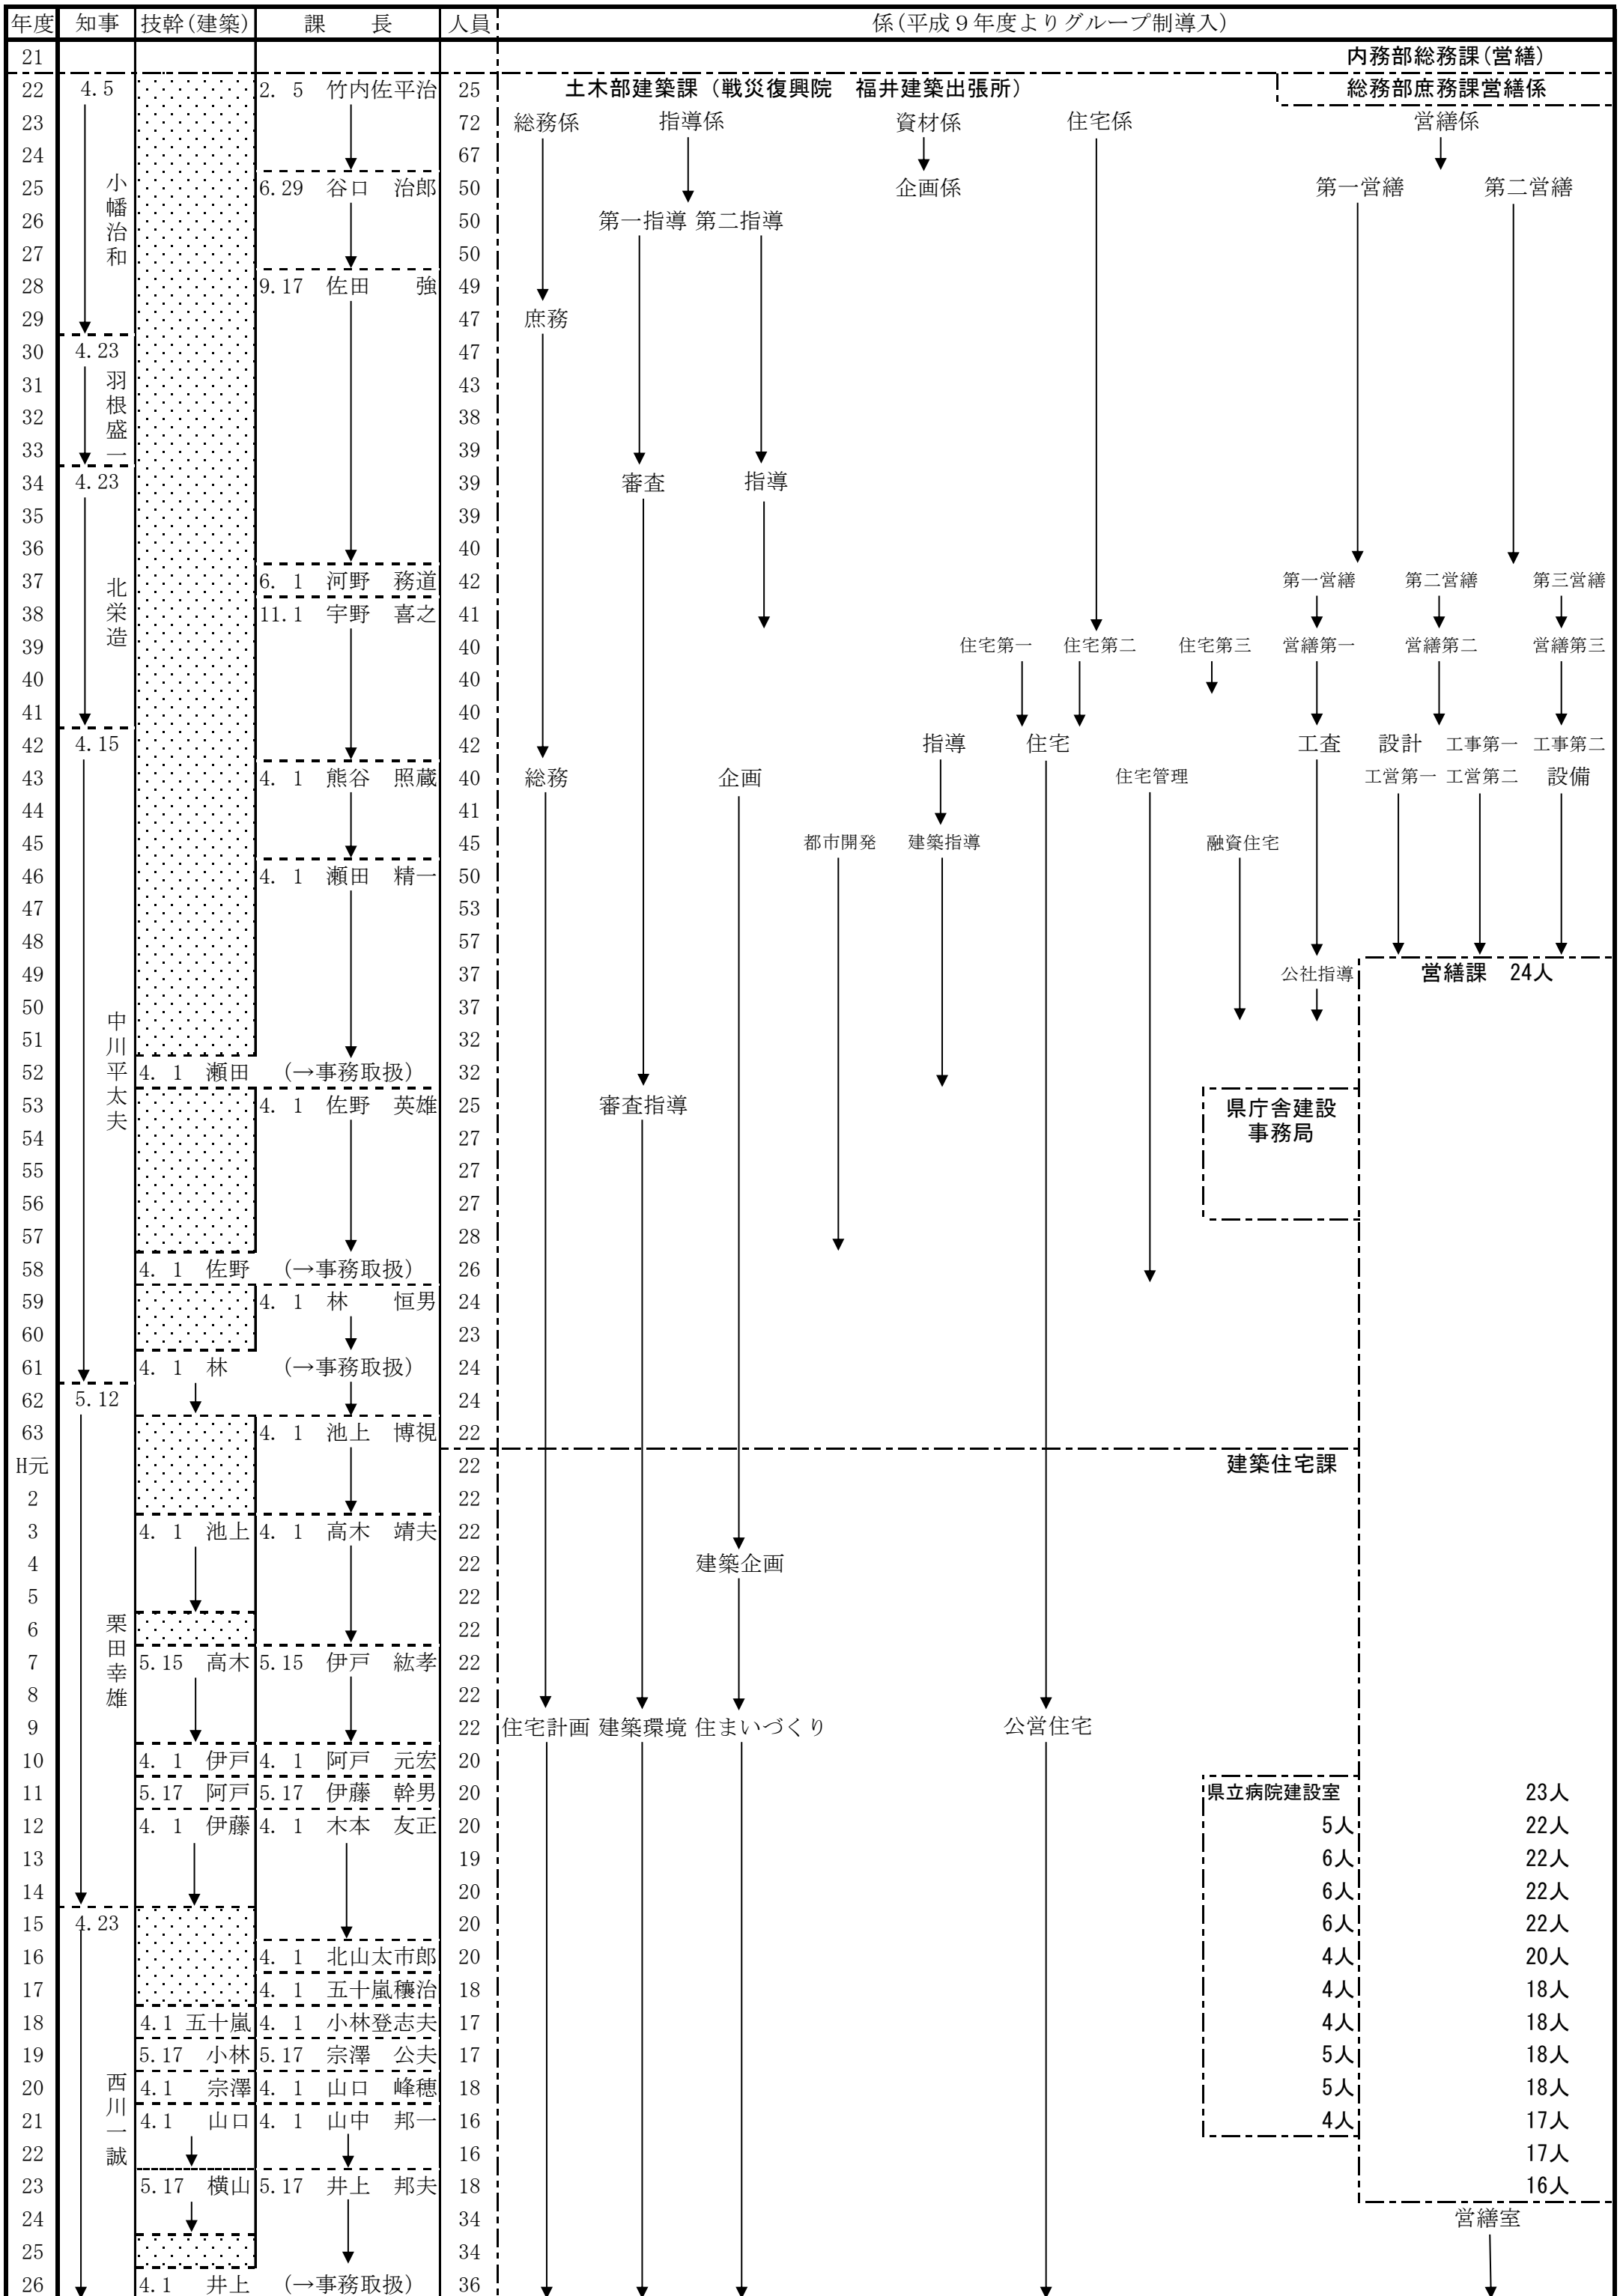 年度 知事 技幹(建築) 課　　長 人員 係(平成９年度よりグループ制導入)
21 内務部総務課(営繕)
22 4.5 2. 5 竹内佐平治 25 土木部建築課（戦災復興院　福井建築出張所） 総務部庶務課営繕係
23 72 総務係 指導係 資材係 住宅係 営繕係
24 67
小幡治和
25 6.29 谷口　治郎 50 企画係 第一営繕 第二営繕
26 50 第一指導 第二指導
27 50
28 9.17 佐田　　強 49
29 47 庶務
30 4.23 47
羽根盛一
31 43
32 38
33 39
34 4.23 39 審査 指導
35 39
36 40
北栄造
37 6. 1 河野　務道 42 第一営繕 第二営繕 第三営繕
38 11.1 宇野　喜之 41
39 40 住宅第一 住宅第二 住宅第三 営繕第一 営繕第二 営繕第三
40 40
41 40
42 4.15 42 指導 住宅 工査 設計 工事第一 工事第二
43 4. 1 熊谷　照蔵 40 総務 企画 住宅管理 工営第一 工営第二 設備
44 41
45 45 都市開発 建築指導 融資住宅
46 4. 1 瀬田　精一 50
47 53
48 57
49 37 公社指導 営繕課　24人
50 37
中川平太夫
51 32
52 4. 1 瀬田 (→事務取扱) 32
53 4. 1 佐野 英雄 25 審査指導 県庁舎建設
54 27 事務局
55 27
56 27
57 28
58 4. 1 佐野 (→事務取扱) 26
59 4. 1 林　　恒男 24
60 23
61 4. 1 林 (→事務取扱) 24
62 5.12 24
63 4. 1 池上　博視 22
H元 22 建築住宅課
2 22
3 4. 1 池上 4. 1 高木　靖夫 22
4 22 建築企画
5 22
栗田幸雄
6 22
7 5.15 高木 5.15 伊戸　紘孝 22
8 22
9 22 住宅計画 建築環境 住まいづくり 公営住宅
10 4. 1 伊戸 4. 1 阿戸　元宏 20
11 5.17 阿戸 5.17 伊藤　幹男 20 県立病院建設室 23人
12 4. 1 伊藤 4. 1 木本　友正 20 5人 22人
13 19 6人 22人
14 20 6人 22人
15 4.23 20 6人 22人
16 4. 1 北山太市郎 20 4人 20人
17 4. 1 五十嵐穰治 18 4人 18人
18 4.1 五十嵐 4. 1 小林登志夫 17 4人 18人
19 5.17 小林 5.17 宗澤　公夫 17 5人 18人
西川一誠
20 4.1 宗澤 4. 1 山口　峰穂 18 5人 18人
21 4.1 山口 4. 1 山中　邦一 16 4人 17人
22 16 17人
23 5.17 横山 5.17 井上　邦夫 18 16人
24 34 営繕室
25 34
26 4.1 井上 (→事務取扱) 36